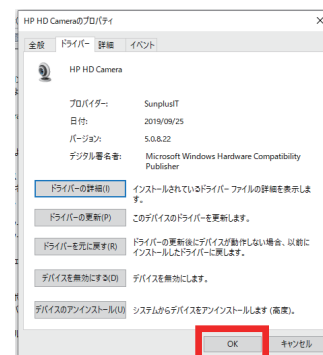 HP HD Cameraのプロパティ
全般 ドライバー 詳細 イベント
HP HD Camera
プロバイダー: SunplusIT
日付: 2019/09/25
バージョン: 5.0.8.22
デジタル署名者: Microsoft Windows Hardware Compatibility
Publisher
ドライバーの詳細(I) インストールされているドライバー ファイルの詳細を表示しま
す。
ドライバーの更新(P) このデバイスのドライバーを更新します。
ドライバーを元に戻す(R) ドライバーの更新後にデバイスが動作しない場合、以前に
インストールしたドライバーに戻します。
デバイスを無効にする(D) デバイスを無効にします。
デバイスのアンインストール(U) システムからデバイスをアンインストールします (高度)。
OK キャンセル